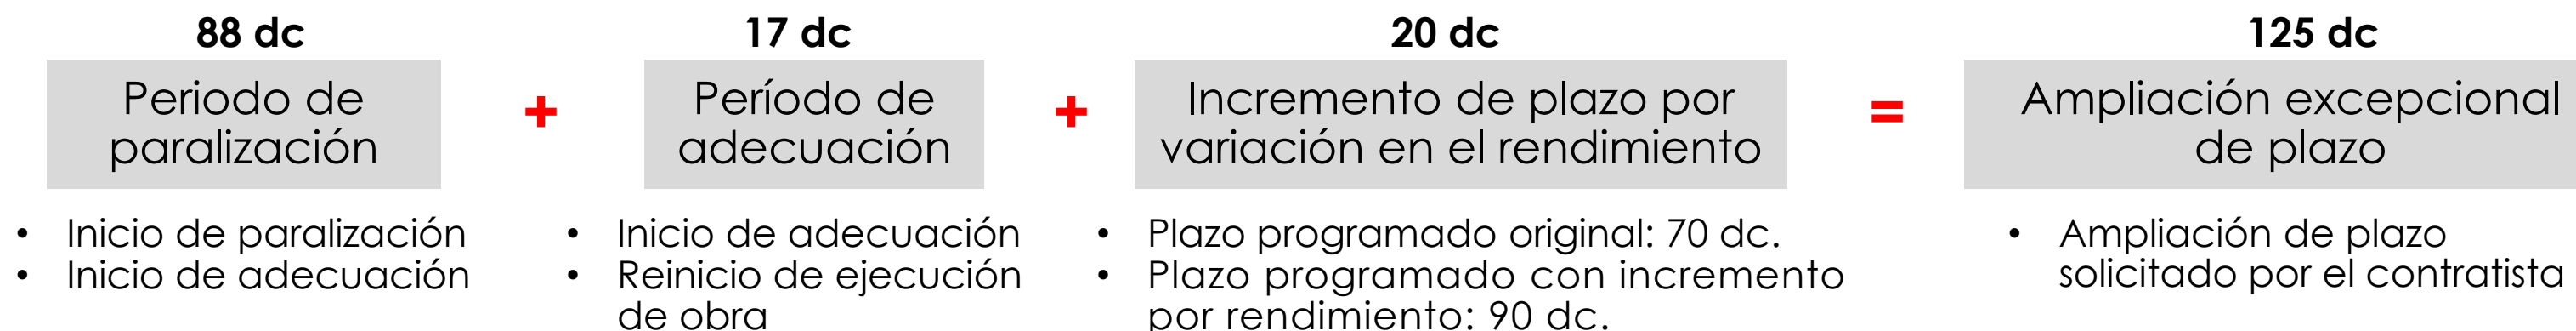 88 dc
Periodo de
paralización
• Inicio de paralización
• Inicio de adecuación
+
17 dc
Período de
adecuación
• Inicio de adecuación
• Reinicio de ejecución
de obra
+
20 dc
Incremento de plazo por
variación en el rendimiento
• Plazo programado original: 70 dc.
• Plazo programado con incremento
por rendimiento: 90 dc.
=
125 dc
Ampliación excepcional
de plazo
• Ampliación de plazo
solicitado por el contratista